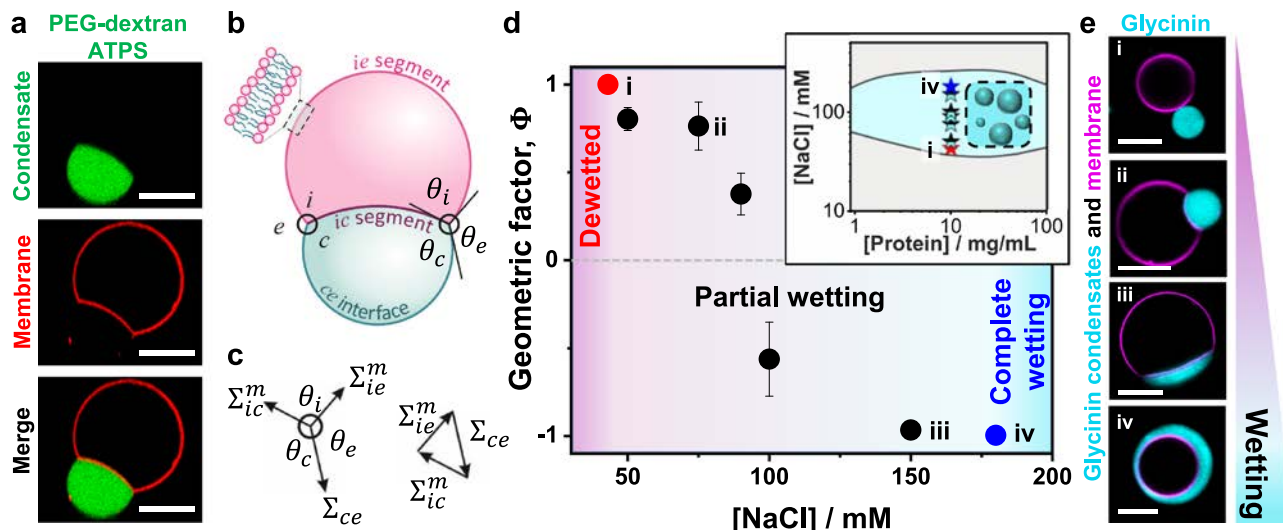 a
PEG-dextran
ATPS
Condensate
Membrane
Merge
b
ie segment
i
ic segment
e
c
θi
θc
θe
ce interface
c
Σ^m_ic
θi
Σ^m_ie
θc
θe
Σce
Σ^m_ie
Σce
Σ^m_ic
d
Geometric factor, Φ
1
0
-1
50
100
150
200
[NaCl] / mM
Dewetted
Partial wetting
Complete
wetting
i
ii
iii
iv
[NaCl] / mM
100
10
1
10
100
[Protein] / mg/mL
iv
i
e
Glycinin
Glycinin condensates and membrane
i
ii
iii
iv
Wetting